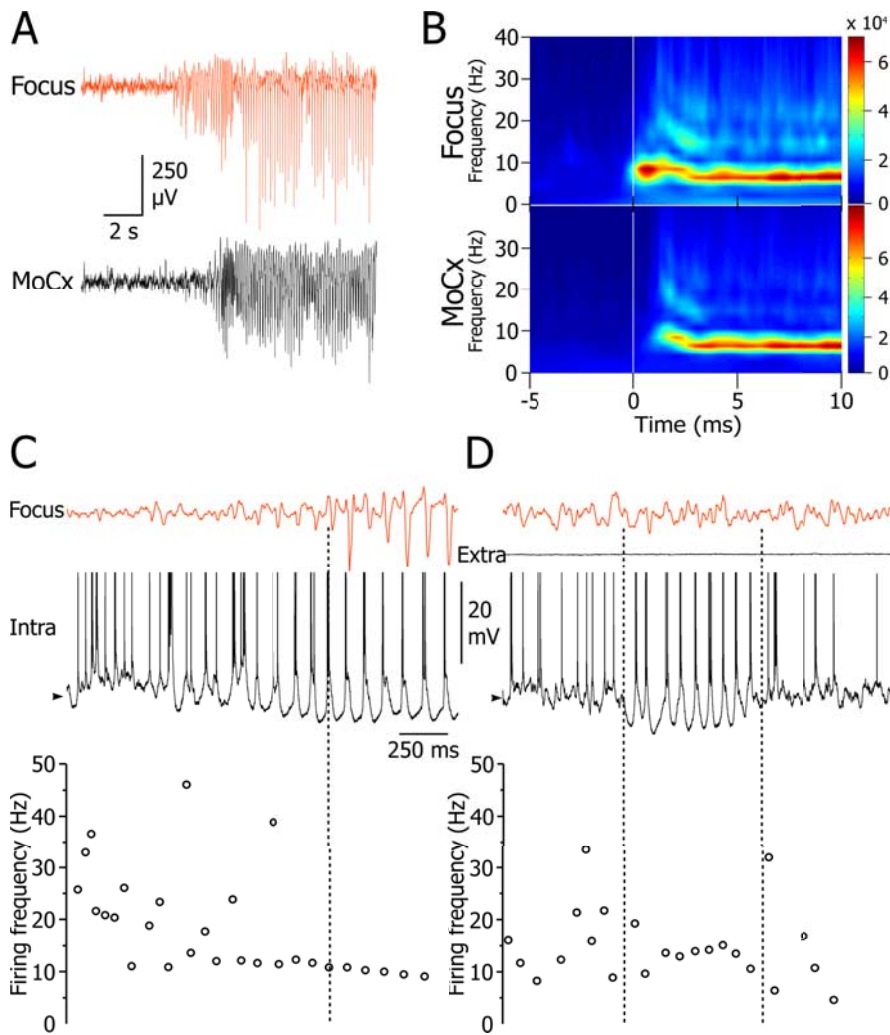 A
Focus
250
µV
2 s
MoCx
B
x 10⁴
Focus
Frequency (Hz)
40
30
20
10
0
6
4
2
0
MoCx
Frequency (Hz)
30
20
10
0
-5
0
5
10
8
6
4
2
0
Time (ms)
C
Focus
Intra
20
mV
250 ms
Firing frequency (Hz)
50
40
30
20
10
0
D
Extra
Firing frequency (Hz)
50
40
30
20
10
0